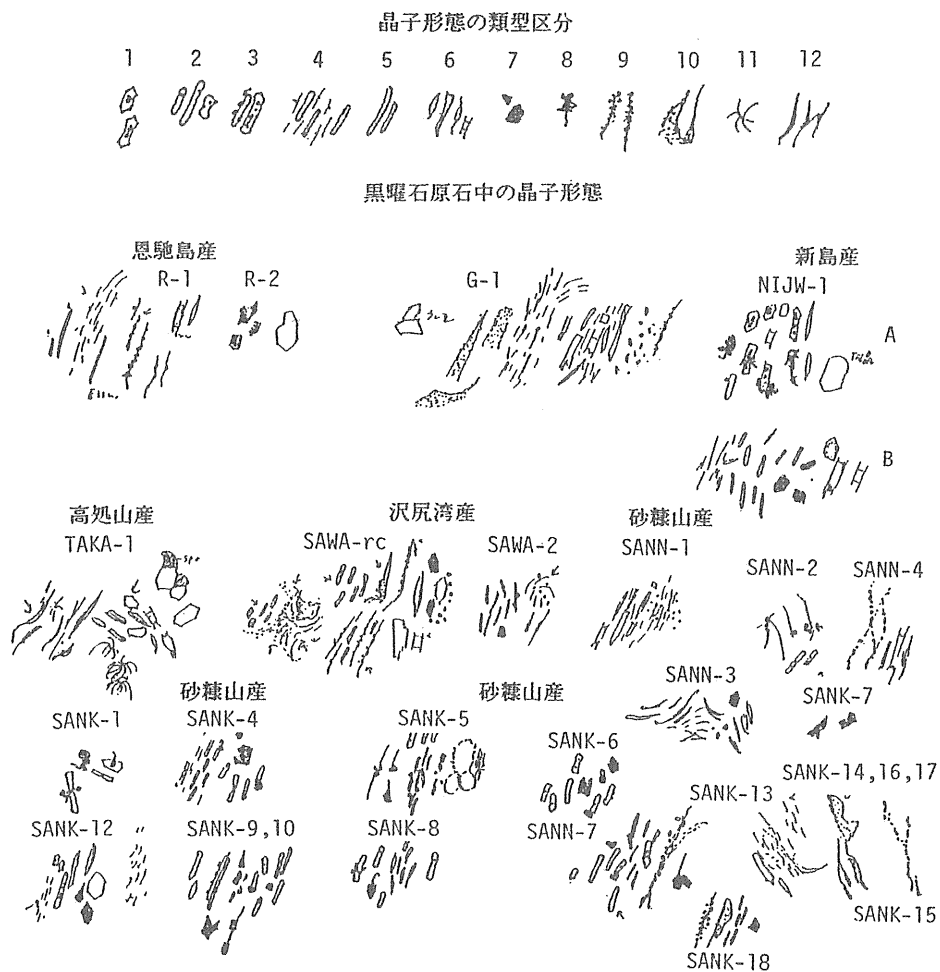 晶子形態の類型区分
1 2 3 4 5 6 7 8 9 10 11 12
黒曜石原石中の晶子形態
恩馳島産
R-1 R-2
G-1
新島産
NIJW-1
A
B
高処山産
TAKA-1
沢尻湾産
SAWA-rc SAWA-2
砂糠山産
SANN-1
SANN-2 SANN-4
SANN-3
SANK-7
砂糠山産
SANK-1 SANK-4
砂糠山産
SANK-5
SANK-6
SANK-14,16,17
SANK-13
SANK-12 SANK-9,10 SANK-8 SANN-7
SANK-15
SANK-18